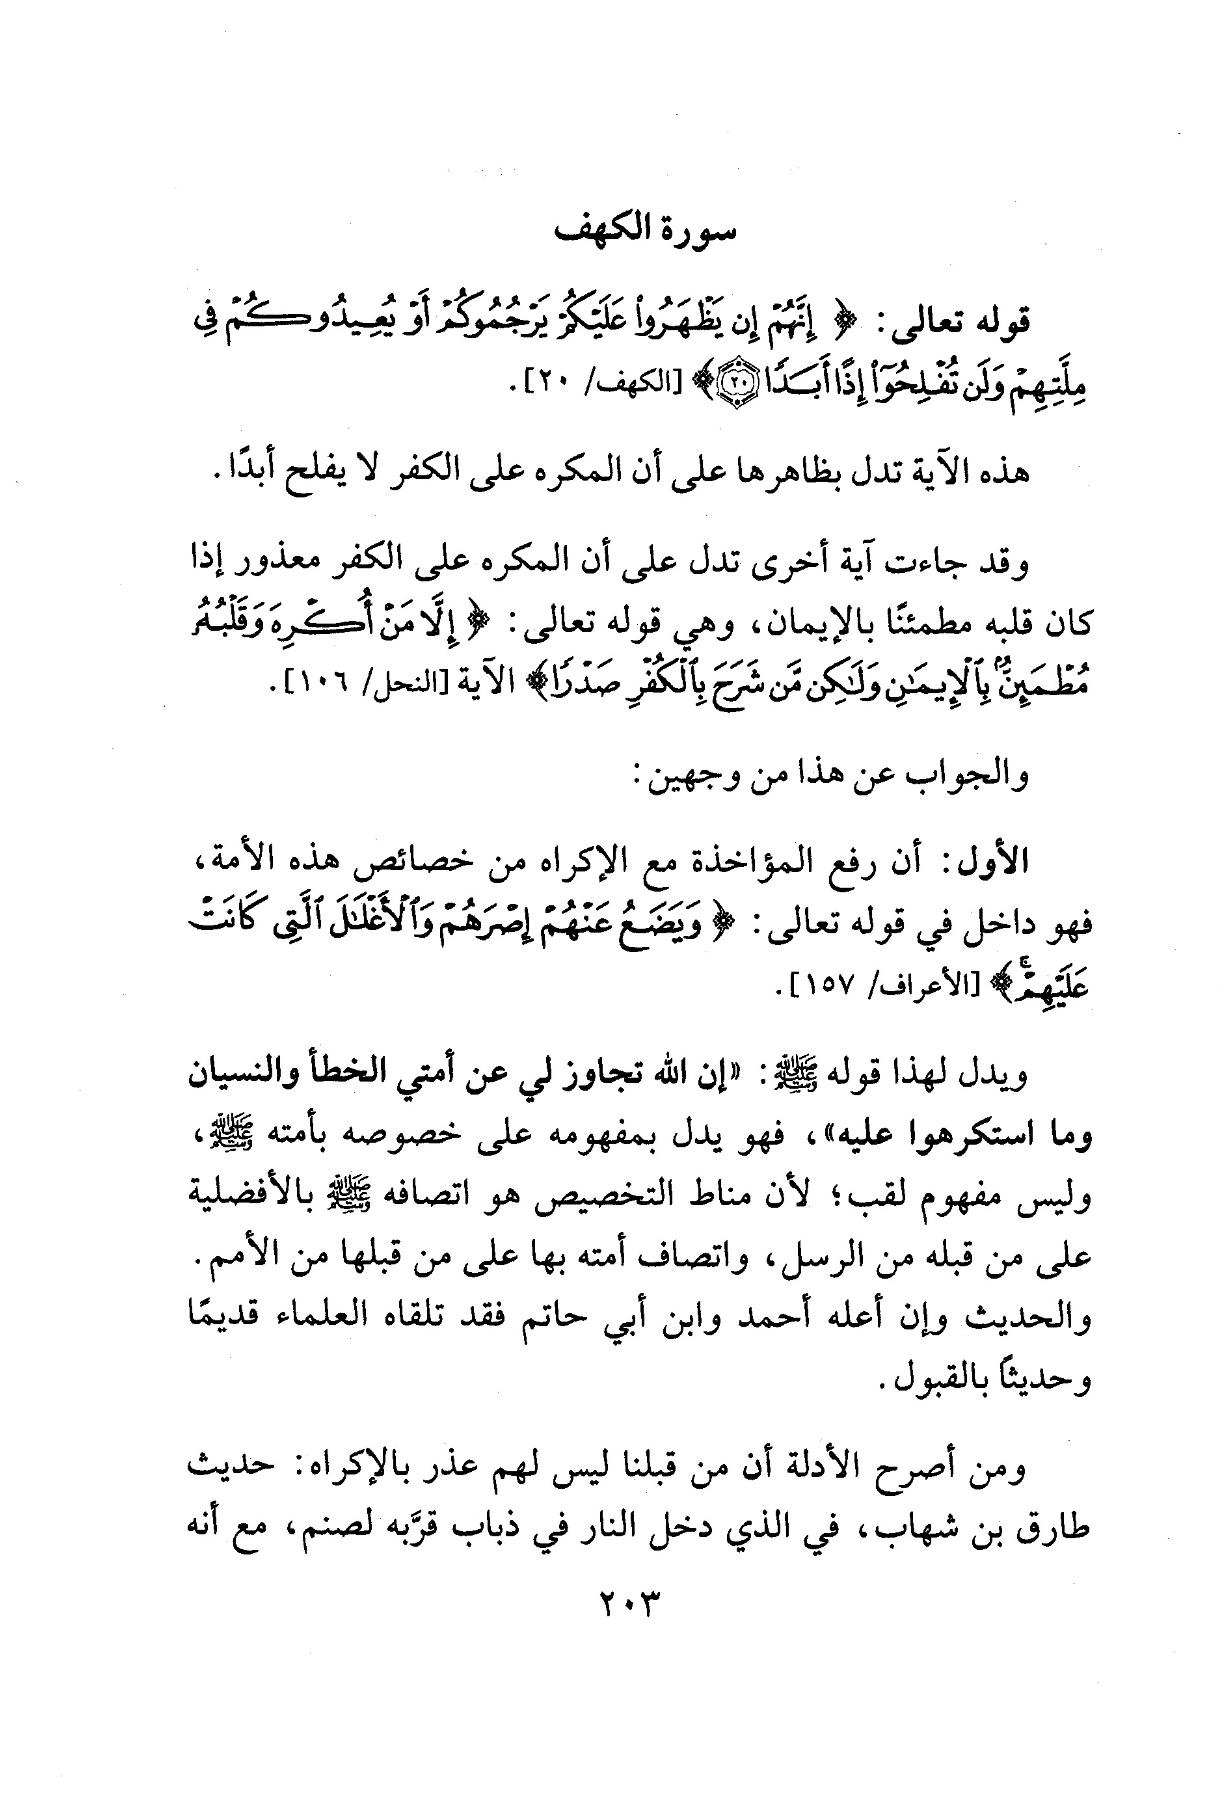 سورة الكهف
قوله تعالى: ﴿ إِنَّهُمْ إِن يَظْهَرُوا۟ عَلَيْكُمْ يَرْجُمُوكُمْ أَوْ يُعِيدُوكُمْ فِى
مِلَّتِهِمْ وَلَن تُفْلِحُوٓا۟ إِذًا أَبَدًا ٢٠﴾ [الكهف/ ٢٠].
هذه الآية تدل بظاهرها على أن المكره على الكفر لا يفلح أبدًا.
وقد جاءت آية أخرى تدل على أن المكره على الكفر معذور إذا
كان قلبه مطمئنًا بالإيمان، وهي قوله تعالى: ﴿ إِلَّا مَنْ أُكْرِهَ وَقَلْبُهُۥ
مُطْمَئِنٌّۢ بِٱلْإِيمَٰنِ وَلَٰكِن مَّن شَرَحَ بِٱلْكُفْرِ صَدْرًا﴾ الآية [النحل/ ١٠٦].
والجواب عن هذا من وجهين:
الأول: أن رفع المؤاخذة مع الإكراه من خصائص هذه الأمة،
فهو داخل في قوله تعالى: ﴿ وَيَضَعُ عَنْهُمْ إِصْرَهُمْ وَٱلْأَغْلَٰلَ ٱلَّتِى كَانَتْ
عَلَيْهِمْۚ﴾ [الأعراف/ ١٥٧].
ويدل لهذا قوله ﷺ: «إن الله تجاوز لي عن أمتي الخطأ والنسيان
وما استكرهوا عليه»، فهو يدل بمفهومه على خصوصه بأمته ﷺ،
وليس مفهوم لقب؛ لأن مناط التخصيص هو اتصافه ﷺ بالأفضلية
على من قبله من الرسل، واتصاف أمته بها على من قبلها من الأمم.
والحديث وإن أعله أحمد وابن أبي حاتم فقد تلقاه العلماء قديمًا
وحديثًا بالقبول.
ومن أصرح الأدلة أن من قبلنا ليس لهم عذر بالإكراه: حديث
طارق بن شهاب، في الذي دخل النار في ذباب قرَّبه لصنم، مع أنه
٢٠٣